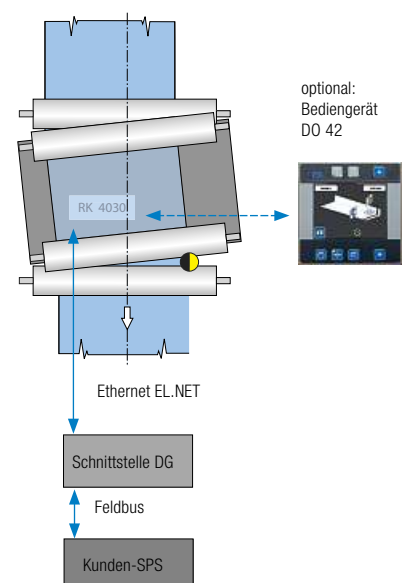 optional:
Bediengerät
DO 42
RK 4030
Ethernet EL.NET
Schnittstelle DG
Feldbus
Kunden-SPS